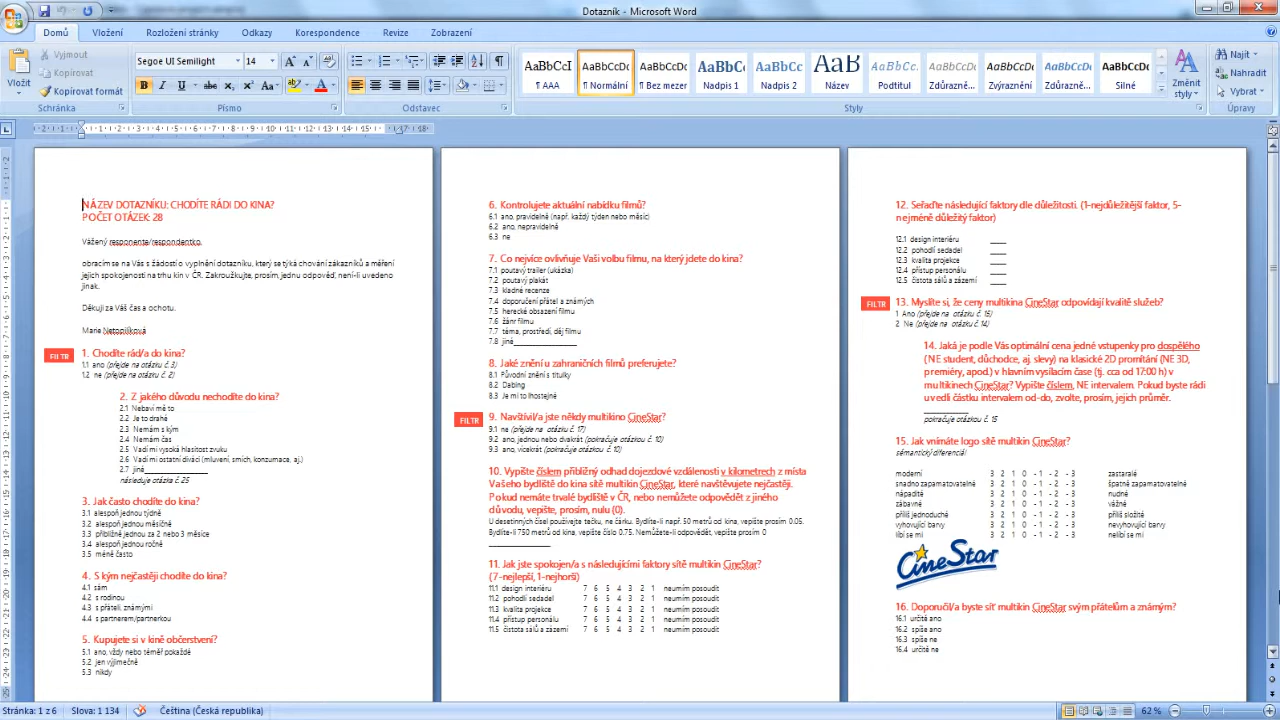 Dotazník - Microsoft Word
Domů Vložení Rozložení stránky Odkazy Korespondence Revize Zobrazení
Vložit
Vyjmout
Kopírovat
Kopírovat formát
Schránka
Segoe UI Semilight 14
Písmo
Odstavec
AaBbCcI AaBbCcDc AaBbCcDc AaBbCc AaBbCc AaB AaBbCc. AaBbCcDc AaBbCcDc AaBbCcDc AaBbCcDc
¶ AAA ¶ Normální ¶ Bez mezer Nadpis 1 Nadpis 2 Název Podtitul Zdůrazně... Zvýraznění Zdůrazně... Silné
Styly
Změnit styly
Najít
Nahradit
Vybrat
Úpravy
NÁZEV DOTAZNÍKU: CHODÍTE RÁDI DO KINA?
POČET OTÁZEK: 28
Vážený responente/respondentko,
obracím se na Vás s žádostí o vyplnění dotazníku, který se týká chování zákazníků a měření
jejich spokojenosti na trhu kin v ČR. Zakroužkujte, prosím, jednu odpověď, není-li uvedeno
jinak.
Děkuji za Váš čas a ochotu.
Marie Netopilíková
FILTR
1. Chodíte rád/a do kina?
1.1 ano (přejde na otázku č. 3)
1.2 ne (přejde na otázku č. 2)
2. Z jakého důvodu nechodíte do kina?
2.1 Nebaví mě to
2.2 Je to drahé
2.3 Nemám s kým
2.4 Nemám čas
2.5 Vadí mi vysoká hlasitost zvuku
2.6 Vadí mi ostatní diváci (mluvení, smích, konzumace, aj.)
2.7 jiná__________________
následuje otázka č.25
3. Jak často chodíte do kina?
3.1 alespoň jednou týdně
3.2 alespoň jednou měsíčně
3.3 přibližně jednou za 2 nebo 3 měsíce
3.4 alespoň jednou ročně
3.5 méně často
4. S kým nejčastěji chodíte do kina?
4.1 sám
4.2 s rodinou
4.3 s přáteli, známými
4.4 s partnerem/partnerkou
5. Kupujete si v kině občerstvení?
5.1 ano, vždy nebo téměř pokaždé
5.2 jen výjimečně
5.3 nikdy
6. Kontrolujete aktuální nabídku filmů?
6.1 ano, pravidelně (např. každý týden nebo měsíc)
6.2 ano, nepravidelně
6.3 ne
7. Co nejvíce ovlivňuje Vaši volbu filmu, na který jdete do kina?
7.1 poutavý trailer (ukázka)
7.2 poutavý plakát
7.3 kladné recenze
7.4 doporučení přátel a známých
7.5 herecké obsazení filmu
7.6 žánr filmu
7.7 téma, prostředí, děj filmu
7.8 jiné__________________
8. Jaké znění u zahraničních filmů preferujete?
8.1 Původní znění s titulky
8.2 Dabing
8.3 Je mi to lhostejné
FILTR
9. Navštívil/a jste někdy multikino CineStar?
9.1 ne (přejde na otázku č. 17)
9.2 ano, jednou nebo dvakrát (pokračuje otázkou č. 10)
9.3 ano, vícekrát (pokračuje otázkou č. 10)
10. Vypište číslem přibližný odhad dojezdové vzdálenosti v kilometrech z místa
Vašeho bydliště do kina sítě multikin CineStar, které navštěvujete nejčastěji.
Pokud nemáte trvalé bydliště v ČR, nebo nemůžete odpovědět z jiného
důvodu, vepište, prosím, nulu (0).
U desetinných čísel používejte tečku, ne čárku. Bydlíte-li např. 50 metrů od kina, vepište prosím 0.05.
Bydlíte-li 750 metrů od kina, vepište číslo 0.75. Nemůžete-li odpovědět, vepište prosím 0
__________________
11. Jak jste spokojen/a s následujícími faktory sítě multikin CineStar?
(7-nejlepší, 1-nejhorší)
11.1 design interiéru 7 6 5 4 3 2 1 neumím posoudit
11.2 pohodlí sedadel 7 6 5 4 3 2 1 neumím posoudit
11.3 kvalita projekce 7 6 5 4 3 2 1 neumím posoudit
11.4 přístup personálu 7 6 5 4 3 2 1 neumím posoudit
11.5 čistota sálů a zázemí 7 6 5 4 3 2 1 neumím posoudit
12. Seřaďte následující faktory dle důležitosti. (1-nejdůležitější faktor, 5-
nejméně důležitý faktor)
12.1 design interiéru ____
12.2 pohodlí sedadel ____
12.3 kvalita projekce ____
12.4 přístup personálu ____
12.5 čistota sálů a zázemí ____
FILTR
13. Myslíte si, že ceny multikina CineStar odpovídají kvalitě služeb?
1 Ano (přejde na otázku č. 15)
2 Ne (přejde na otázku č. 14)
14. Jaká je podle Vás optimální cena jedné vstupenky pro dospělého
(NE student, důchodce, aj. slevy) na klasické 2D promítání (NE 3D,
premiéry, apod.) v hlavním vysílacím čase (tj. cca od 17:00 h) v
multikinech CineStar? Vypište číslem, NE intervalem. Pokud byste rádi
uvedli částku intervalem od-do, zvolte, prosím, jejich průměr.
____________
pokračuje otázkou č. 15
15. Jak vnímáte logo sítě multikin CineStar?
sémantický diferenciál
moderní 3 2 1 0 -1 -2 -3 zastaralé
snadno zapamatovatelné 3 2 1 0 -1 -2 -3 špatně zapamatovatelné
nápadité 3 2 1 0 -1 -2 -3 nudné
zábavné 3 2 1 0 -1 -2 -3 vážné
příliš jednoduché 3 2 1 0 -1 -2 -3 příliš složité
vyhovující barvy 3 2 1 0 -1 -2 -3 nevyhovující barvy
líbí se mi 3 2 1 0 -1 -2 -3 nelíbí se mi
CineStar
16. Doporučil/a byste síť multikin CineStar svým přátelům a známým?
16.1 určitě ano
16.2 spíše ano
16.3 spíše ne
16.4 určitě ne
Stránka: 1 z 6 Slova: 1 134 Čeština (Česká republika) 62 %